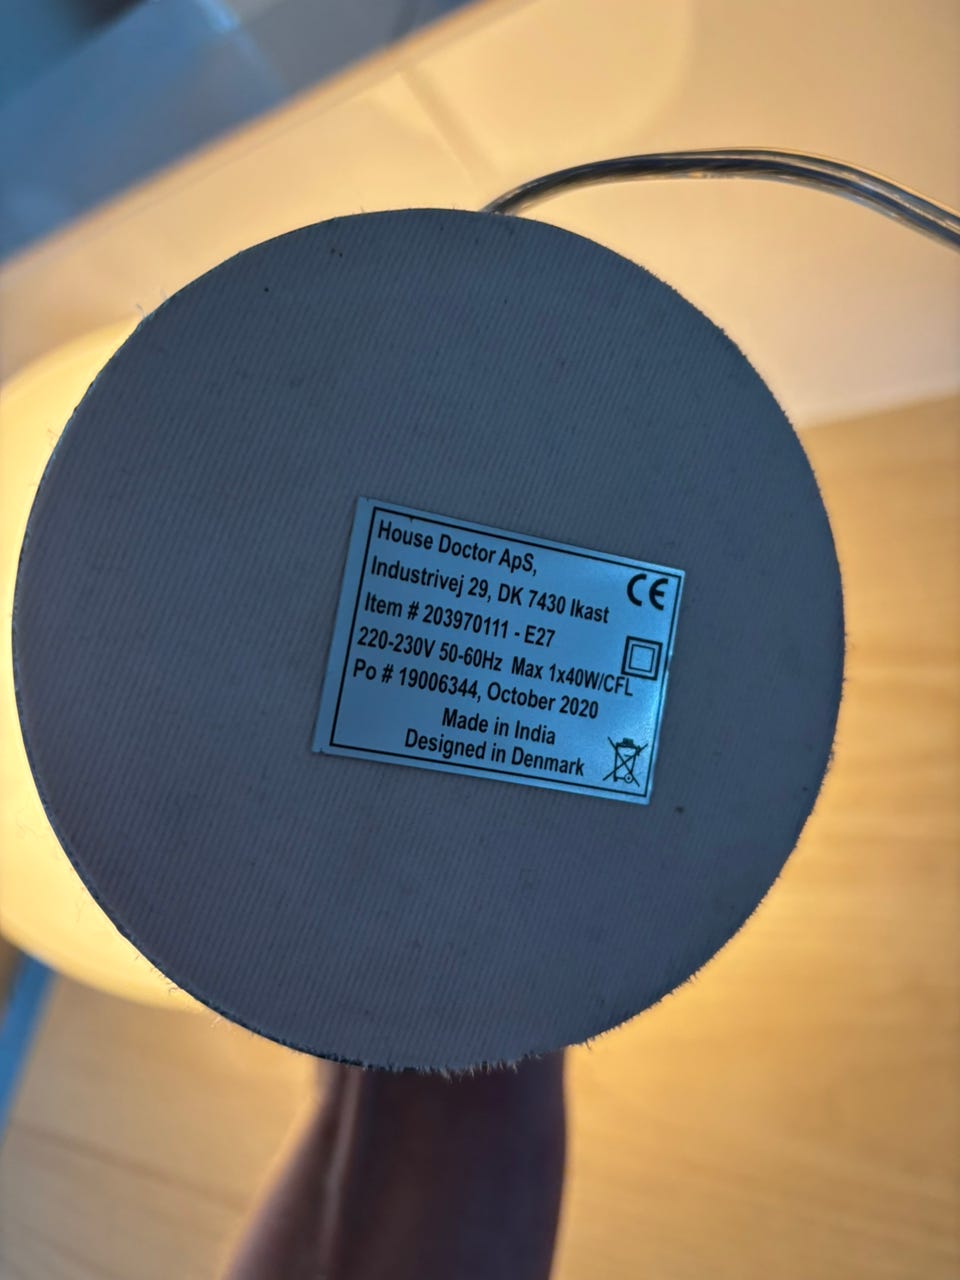 House Doctor ApS,
Industrivej 29, DK 7430 Ikast
Item # 203970111 - E27
220-230V 50-60Hz Max 1x40W/CFL
Po # 19006344, October 2020
Made in India
Designed in Denmark
CE